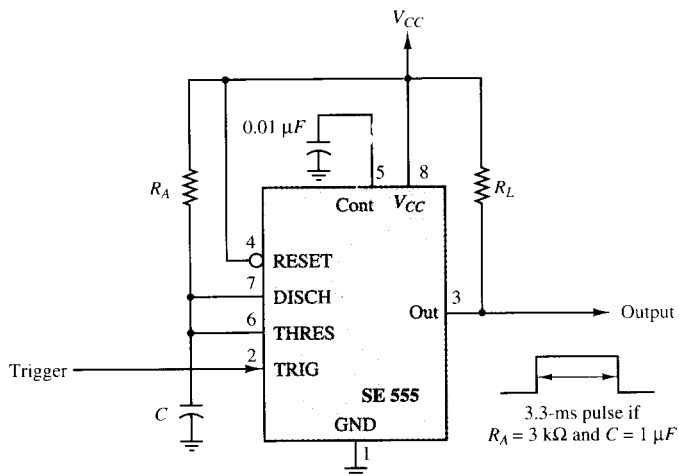 V_CC
0.01 μF
5
8
R_A
Cont
V_CC
R_L
4
RESET
7
DISCH
3
6
Out
Output
THRES
2
Trigger
TRIG
SE 555
C
GND
3.3-ms pulse if
1
R_A = 3 kΩ and C = 1 μF